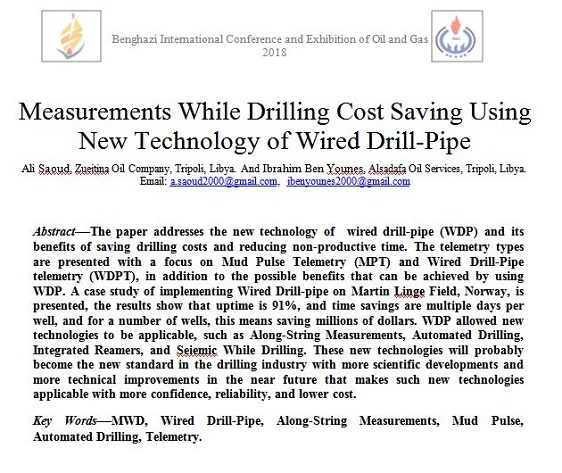 Benghazi International Conference and Exhibition of Oil and Gas
2018
Measurements While Drilling Cost Saving Using
New Technology of Wired Drill-Pipe
Ali Saoud, Zueitina Oil Company, Tripoli, Libya. And Ibrahim Ben Younes, Alsadafa Oil Services, Tripoli, Libya.
Email: a.saoud2000@gmail.com, ibenyounes2000@gmail.com
Abstract—The paper addresses the new technology of wired drill-pipe (WDP) and its
benefits of saving drilling costs and reducing non-productive time. The telemetry types
are presented with a focus on Mud Pulse Telemetry (MPT) and Wired Drill-Pipe
telemetry (WDPT), in addition to the possible benefits that can be achieved by using
WDP. A case study of implementing Wired Drill-pipe on Martin Linge Field, Norway, is
presented, the results show that uptime is 91%, and time savings are multiple days per
well, and for a number of wells, this means saving millions of dollars. WDP allowed new
technologies to be applicable, such as Along-String Measurements, Automated Drilling,
Integrated Reamers, and Seiemic While Drilling. These new technologies will probably
become the new standard in the drilling industry with more scientific developments and
more technical improvements in the near future that makes such new technologies
applicable with more confidence, reliability, and lower cost.
Key Words—MWD, Wired Drill-Pipe, Along-String Measurements, Mud Pulse,
Automated Drilling, Telemetry.